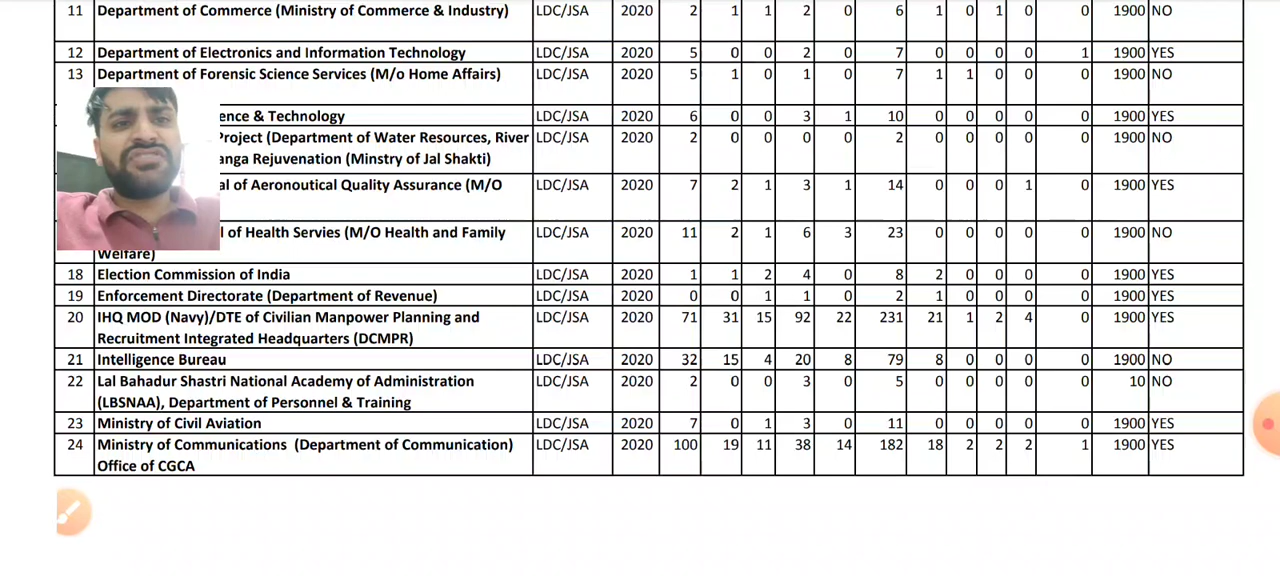 11 Department of Commerce (Ministry of Commerce & Industry) LDC/JSA 2020 2 1 1 2 0 6 1 0 1 0 0 1900 NO
12 Department of Electronics and Information Technology LDC/JSA 2020 5 0 0 2 0 7 0 0 0 0 1 1900 YES
13 Department of Forensic Science Services (M/o Home Affairs) LDC/JSA 2020 5 1 0 1 0 7 1 1 0 0 0 1900 NO
ence & Technology LDC/JSA 2020 6 0 0 3 1 10 0 0 0 0 0 1900 YES
Project (Department of Water Resources, River LDC/JSA 2020 2 0 0 0 0 2 0 0 0 0 0 1900 NO
anga Rejuvenation (Minstry of Jal Shakti)
al of Aeronoutical Quality Assurance (M/O LDC/JSA 2020 7 2 1 3 1 14 0 0 0 1 0 1900 YES
l of Health Servies (M/O Health and Family LDC/JSA 2020 11 2 1 6 3 23 0 0 0 0 0 1900 NO
Welfare)
18 Election Commission of India LDC/JSA 2020 1 1 2 4 0 8 2 0 0 0 0 1900 YES
19 Enforcement Directorate (Department of Revenue) LDC/JSA 2020 0 0 1 1 0 2 1 0 0 0 0 1900 YES
20 IHQ MOD (Navy)/DTE of Civilian Manpower Planning and LDC/JSA 2020 71 31 15 92 22 231 21 1 2 4 0 1900 YES
Recruitment Integrated Headquarters (DCMPR)
21 Intelligence Bureau LDC/JSA 2020 32 15 4 20 8 79 8 0 0 0 0 1900 NO
22 Lal Bahadur Shastri National Academy of Administration LDC/JSA 2020 2 0 0 3 0 5 0 0 0 0 0 10 NO
(LBSNAA), Department of Personnel & Training
23 Ministry of Civil Aviation LDC/JSA 2020 7 0 1 3 0 11 0 0 0 0 0 1900 YES
24 Ministry of Communications (Department of Communication) LDC/JSA 2020 100 19 11 38 14 182 18 2 2 2 1 1900 YES
Office of CGCA